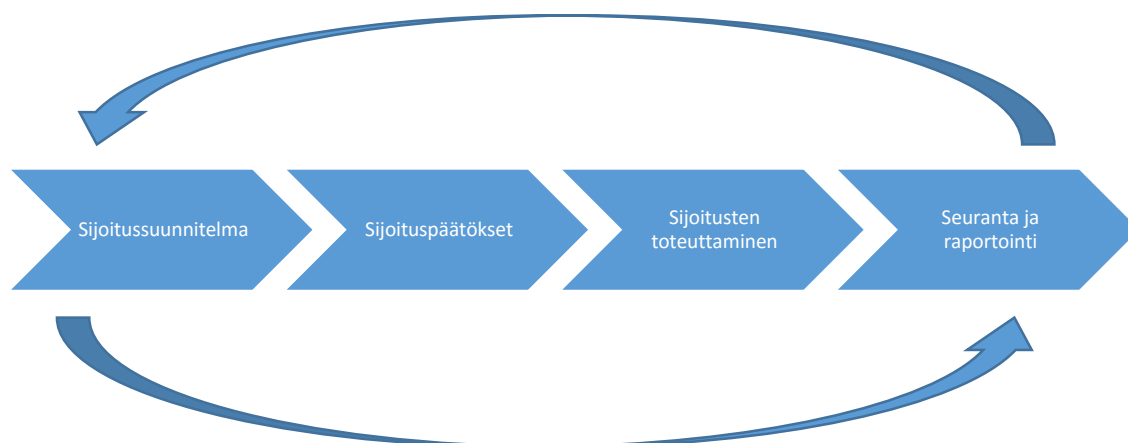 Sijoitussuunnitelma
Sijoituspäätökset
Sijoitusten
toteuttaminen
Seuranta ja
raportointi